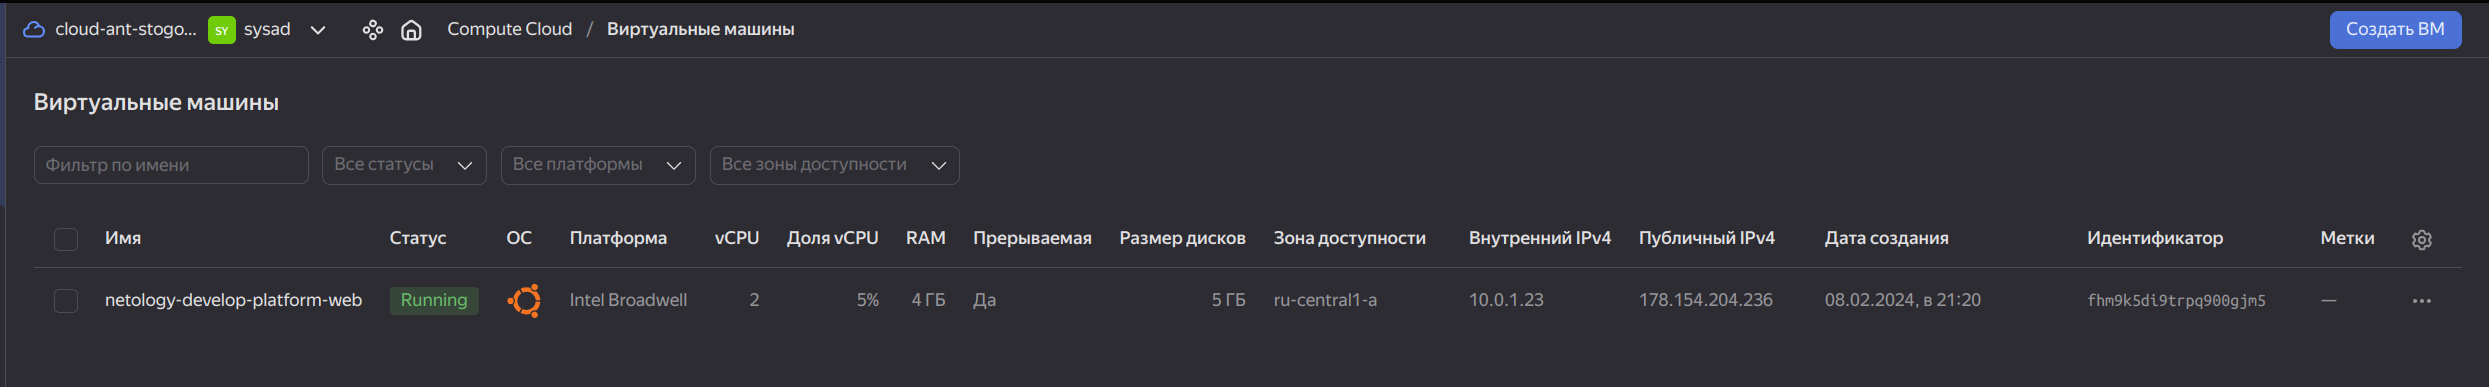 cloud-ant-stogo... SY sysad Compute Cloud / Виртуальные машины Создать ВМ
Виртуальные машины
Фильтр по имени Все статусы Все платформы Все зоны доступности
Имя Статус ОС Платформа vCPU Доля vCPU RAM Прерываемая Размер дисков Зона доступности Внутренний IPv4 Публичный IPv4 Дата создания Идентификатор Метки
netology-develop-platform-web Running Intel Broadwell 2 5% 4 ГБ Да 5 ГБ ru-central1-a 10.0.1.23 178.154.204.236 08.02.2024, в 21:20 fhm9k5di9trpq900gjm5 —